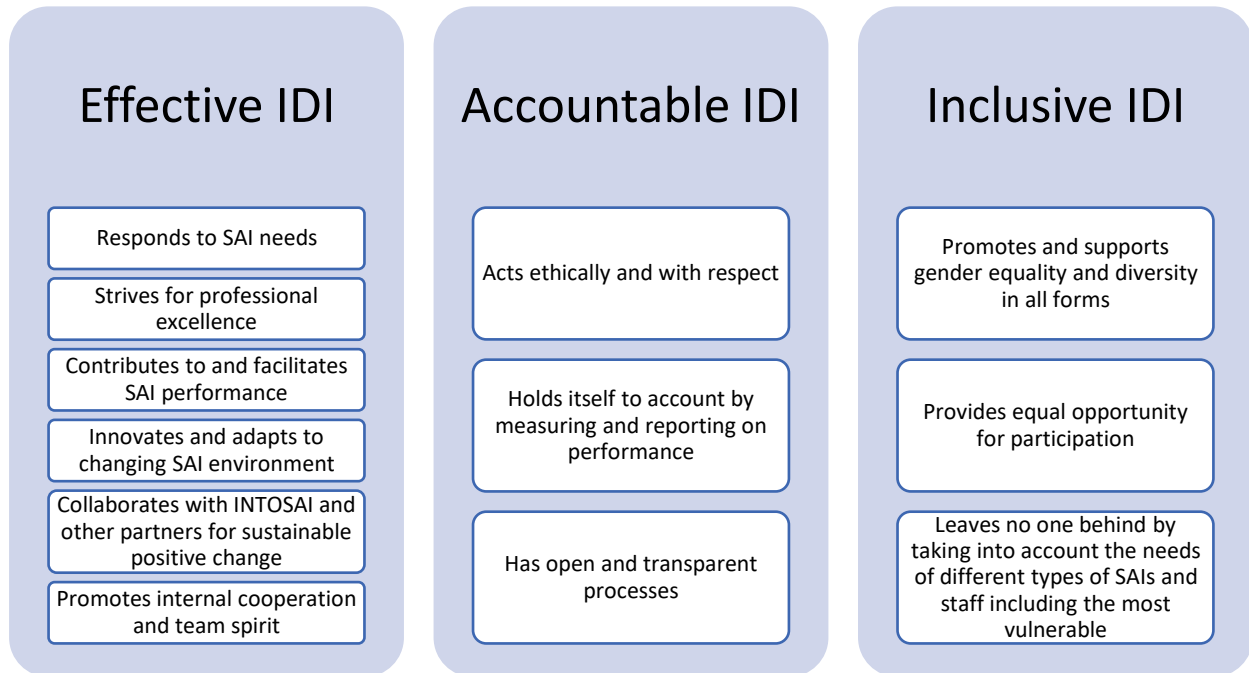 Effective IDI
Responds to SAI needs
Strives for professional
excellence
Contributes to and facilitates
SAI performance
Innovates and adapts to
changing SAI environment
Collaborates with INTOSAI and
other partners for sustainable
positive change
Promotes internal cooperation
and team spirit
Accountable IDI
Acts ethically and with respect
Holds itself to account by
measuring and reporting on
performance
Has open and transparent
processes
Inclusive IDI
Promotes and supports
gender equality and diversity
in all forms
Provides equal opportunity
for participation
Leaves no one behind by
taking into account the needs
of different types of SAIs and
staff including the most
vulnerable